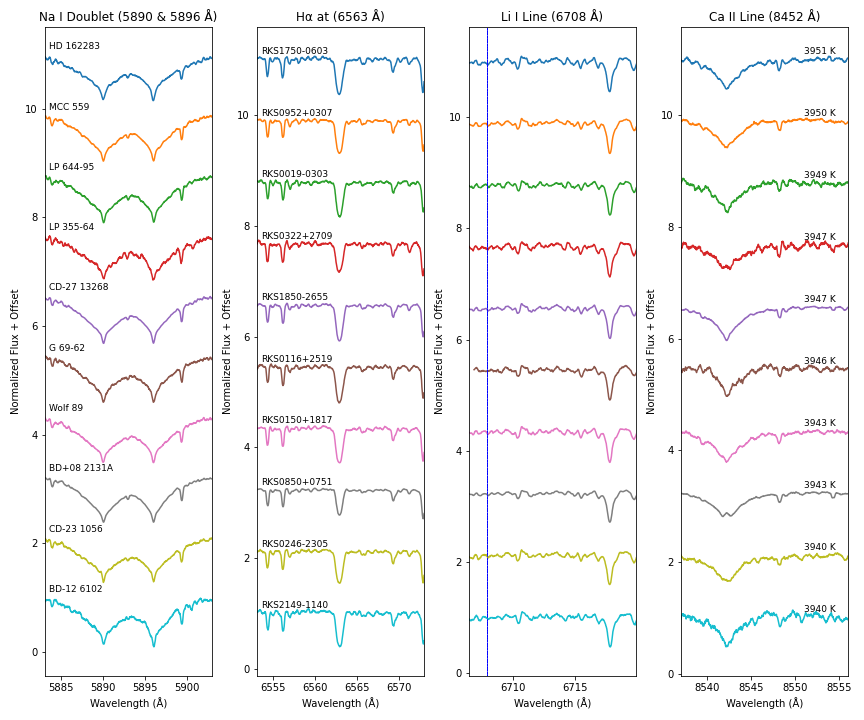 Na I Doublet (5890 & 5896 Å)
Hα at (6563 Å)
Li I Line (6708 Å)
Ca II Line (8452 Å)
HD 162283
MCC 559
LP 644-95
LP 355-64
CD-27 13268
G 69-62
Wolf 89
BD+08 2131A
CD-23 1056
BD-12 6102
RKS1750-0603
RKS0952+0307
RKS0019-0303
RKS0322+2709
RKS1850-2655
RKS0116+2519
RKS0150+1817
RKS0850+0751
RKS0246-2305
RKS2149-1140
3951 K
3950 K
3949 K
3947 K
3947 K
3946 K
3943 K
3943 K
3940 K
3940 K
Normalized Flux + Offset
Normalized Flux + Offset
Normalized Flux + Offset
Normalized Flux + Offset
10
8
6
4
2
0
10
8
6
4
2
0
10
8
6
4
2
0
10
8
6
4
2
0
5885 5890 5895 5900
6555 6560 6565 6570
6710 6715
8540 8545 8550 8555
Wavelength (Å)
Wavelength (Å)
Wavelength (Å)
Wavelength (Å)